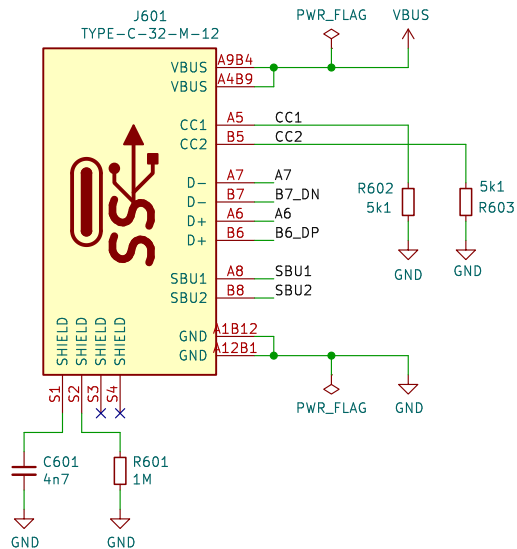 J601
TYPE-C-32-M-12
PWR_FLAG
VBUS
VBUS A9B4
VBUS A4B9
CC1 A5 CC1
CC2 B5 CC2
D- A7 A7
D- B7 B7_DN
D+ A6 A6
D+ B6 B6_DP
SBU1 A8 SBU1
SBU2 B8 SBU2
GND A1B12
GND A12B1
SS
R602
5k1
GND
5k1
R603
GND
SHIELD SHIELD SHIELD SHIELD
S1 S2 S3 S4
PWR_FLAG
GND
C601
4n7
GND
R601
1M
GND